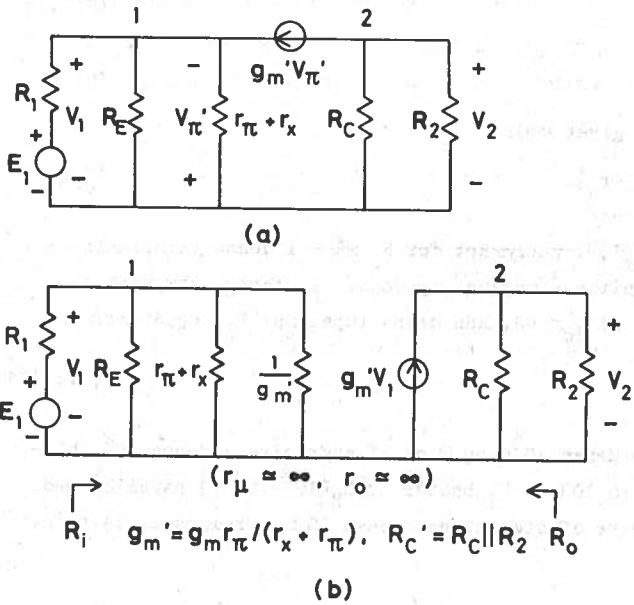 1 2
g_m'V_π'
+ - +
R_1 V_1 R_E V_π' r_π + r_x R_C R_2 V_2
+
E_1
- - + -
(a)
1 2
+ +
R_1 V_1 R_E r_π + r_x 1/g_m' g_m'V_1 R_C R_2 V_2
+
E_1
- - -
(r_μ ≃ ∞, r_o ≃ ∞)
R_i g_m' = g_m r_π/(r_x + r_π), R_C = R_C||R_2 R_o
(b)